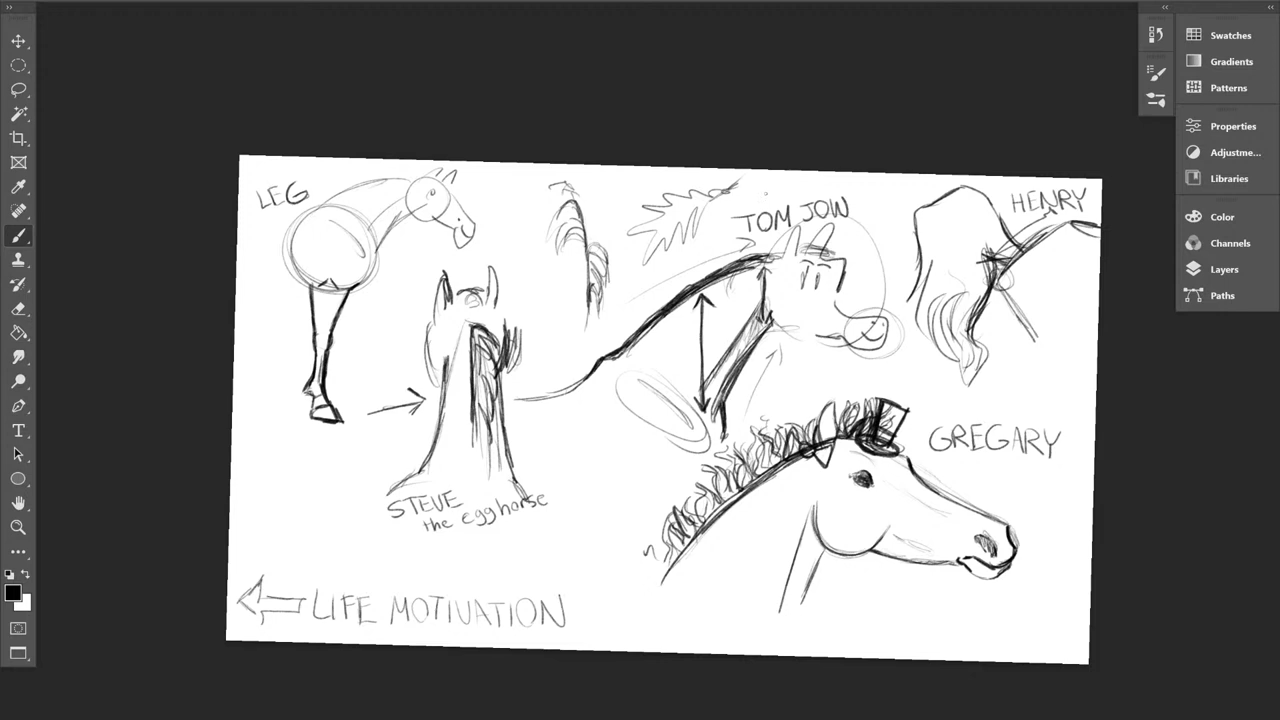 LEG
TOM JOW
HENRY
STEVE
the egghorse
GREGARY
LIFE MOTIVATION
Swatches
Gradients
Patterns
Properties
Adjustme...
Libraries
Color
Channels
Layers
Paths